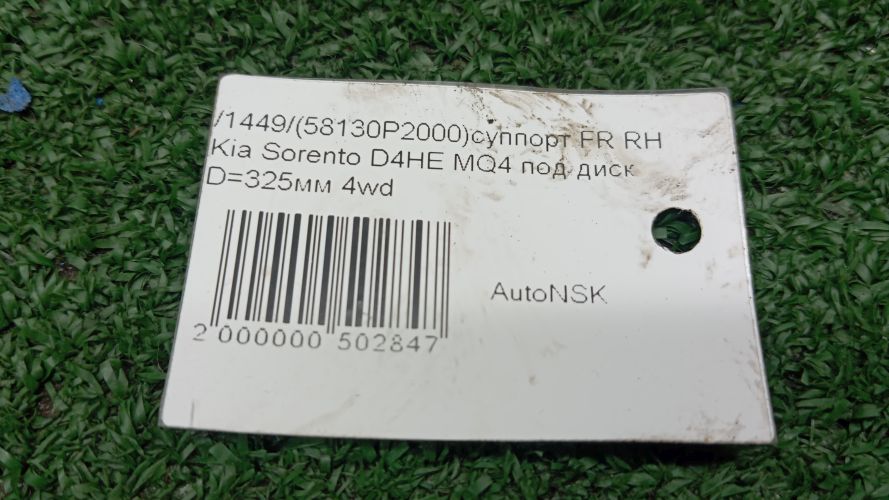 /1449/(58130P2000)суппорт FR RH
Kia Sorento D4HE MQ4 под диск
D=325мм 4wd
AutoNSK
2 000000 502847